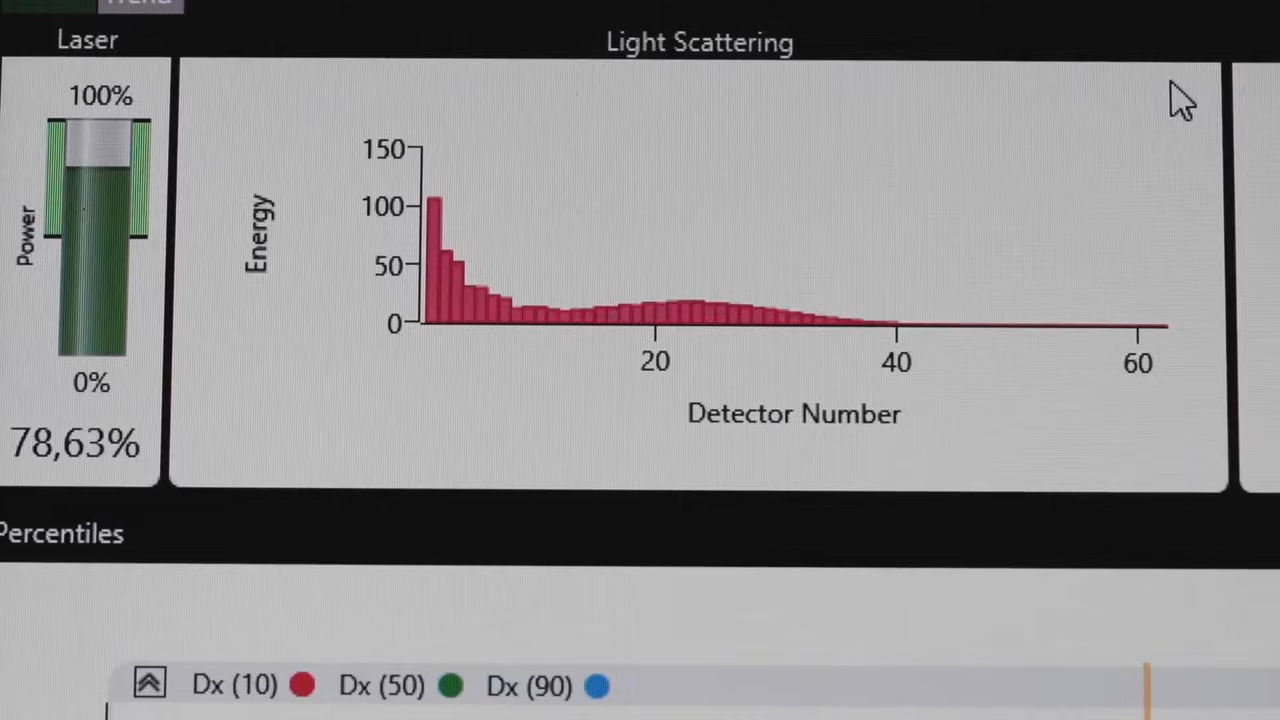 Trend
Laser
Light Scattering
100%
Power
0%
78,63%
150
100
50
0
Energy
20
40
60
Detector Number
Percentiles
Dx (10)
Dx (50)
Dx (90)